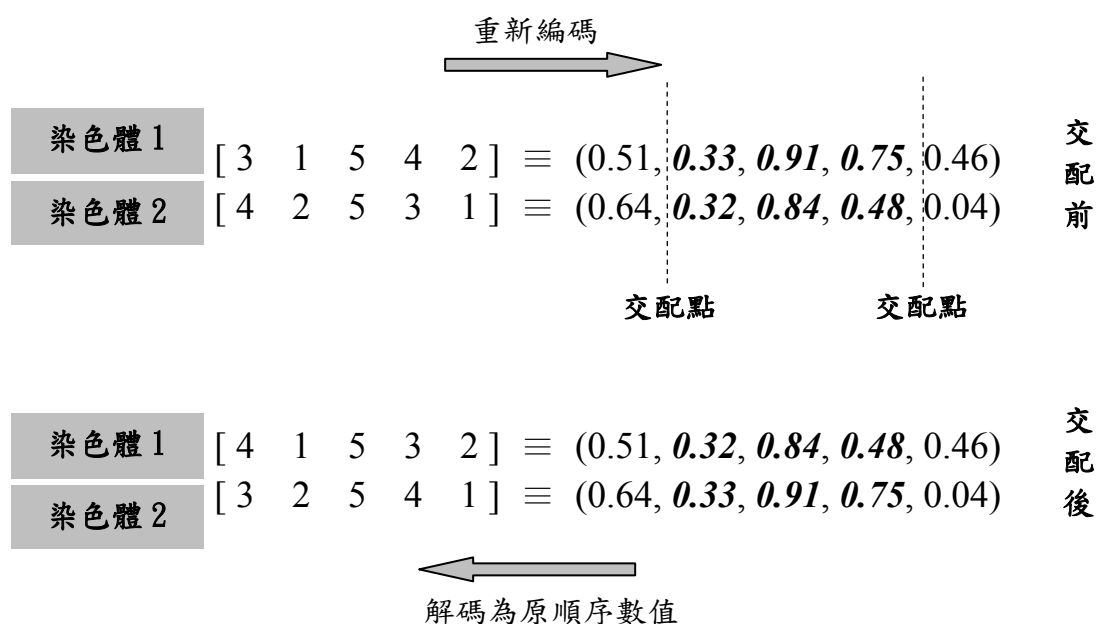 重新編碼
染色體 1 [ 3 1 5 4 2 ] ≡ (0.51, 0.33, 0.91, 0.75, 0.46)
染色體 2 [ 4 2 5 3 1 ] ≡ (0.64, 0.32, 0.84, 0.48, 0.04)
交配前
交配點 交配點
染色體 1 [ 4 1 5 3 2 ] ≡ (0.51, 0.32, 0.84, 0.48, 0.46)
染色體 2 [ 3 2 5 4 1 ] ≡ (0.64, 0.33, 0.91, 0.75, 0.04)
交配後
解碼為原順序數值